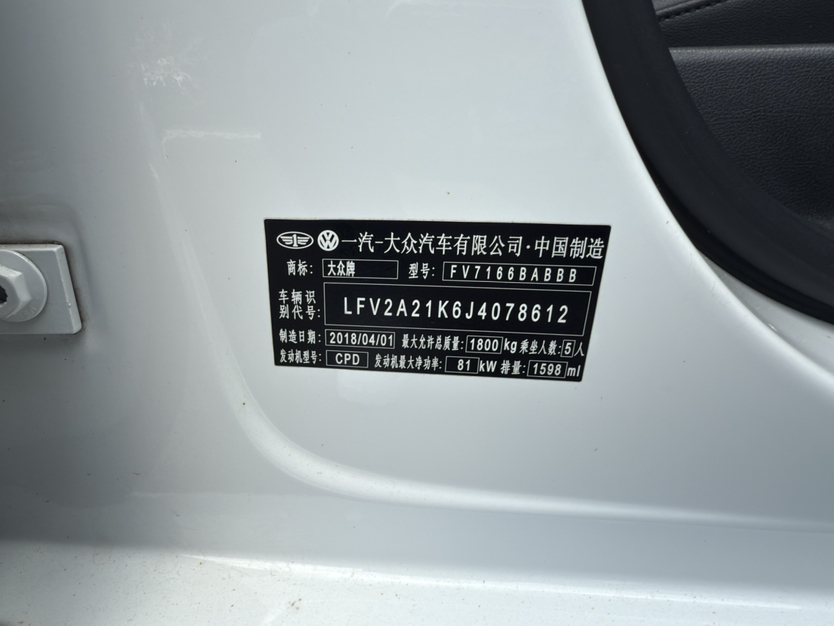 一汽-大众汽车有限公司·中国制造
商标: 大众牌 型号: FV7166BABBB
车辆识别代号: LFV2A21K6J4078612
制造日期: 2018/04/01 最大允许总质量: 1800 kg 乘坐人数: 5 人
发动机型号: CPD 发动机最大净功率: 81 kW 排量: 1598 ml